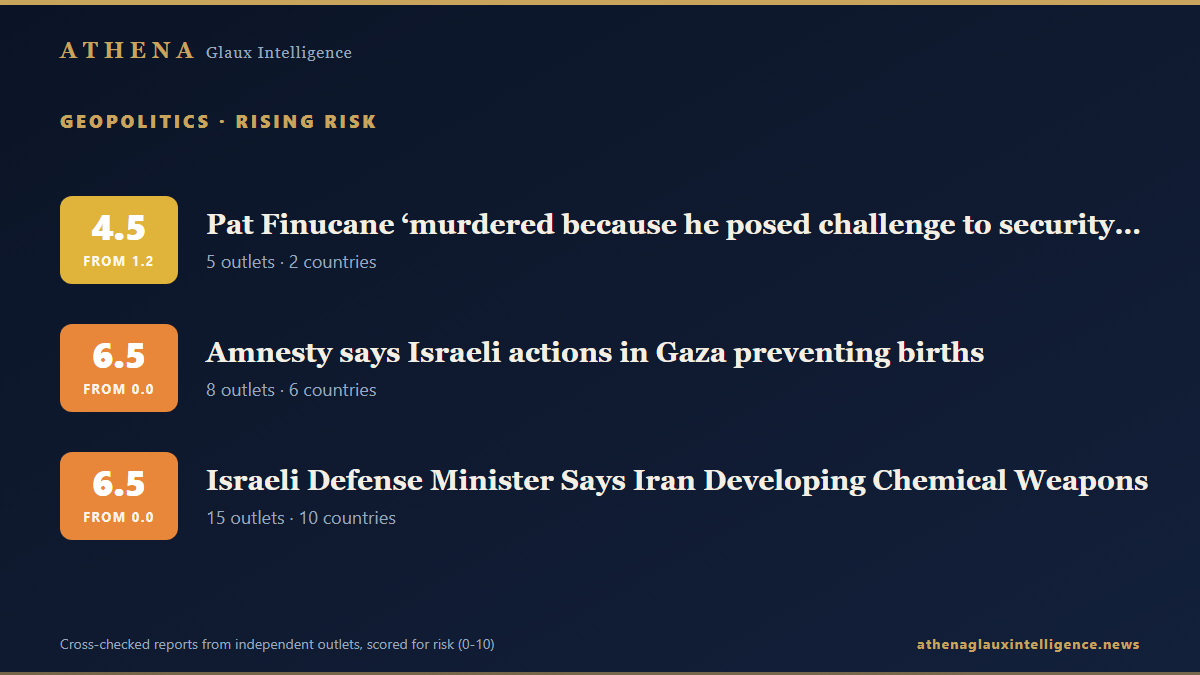 ATHENA Glaux Intelligence
GEOPOLITICS · RISING RISK
4.5
FROM 1.2
Pat Finucane ‘murdered because he posed challenge to security...
5 outlets · 2 countries
6.5
FROM 0.0
Amnesty says Israeli actions in Gaza preventing births
8 outlets · 6 countries
6.5
FROM 0.0
Israeli Defense Minister Says Iran Developing Chemical Weapons
15 outlets · 10 countries
Cross-checked reports from independent outlets, scored for risk (0-10)
athenaglauxintelligence.news